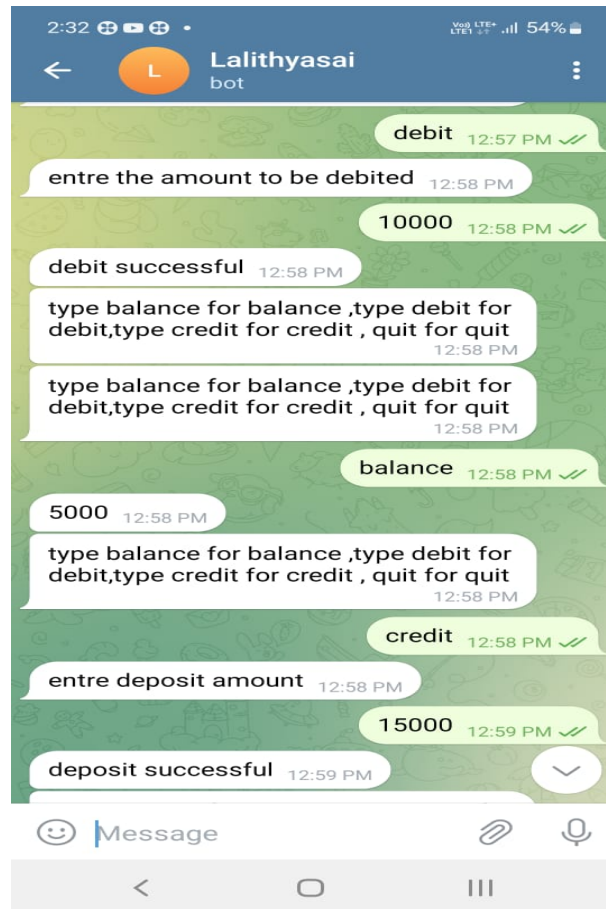 2:32
Vo)) LTE+ 54%
LTE1
L
Lalithyasai
bot
debit 12:57 PM
entre the amount to be debited 12:58 PM
10000 12:58 PM
debit successful 12:58 PM
type balance for balance ,type debit for
debit,type credit for credit , quit for quit
12:58 PM
type balance for balance ,type debit for
debit,type credit for credit , quit for quit
12:58 PM
balance 12:58 PM
5000 12:58 PM
type balance for balance ,type debit for
debit,type credit for credit , quit for quit
12:58 PM
credit 12:58 PM
entre deposit amount 12:58 PM
15000 12:59 PM
deposit successful 12:59 PM
Message